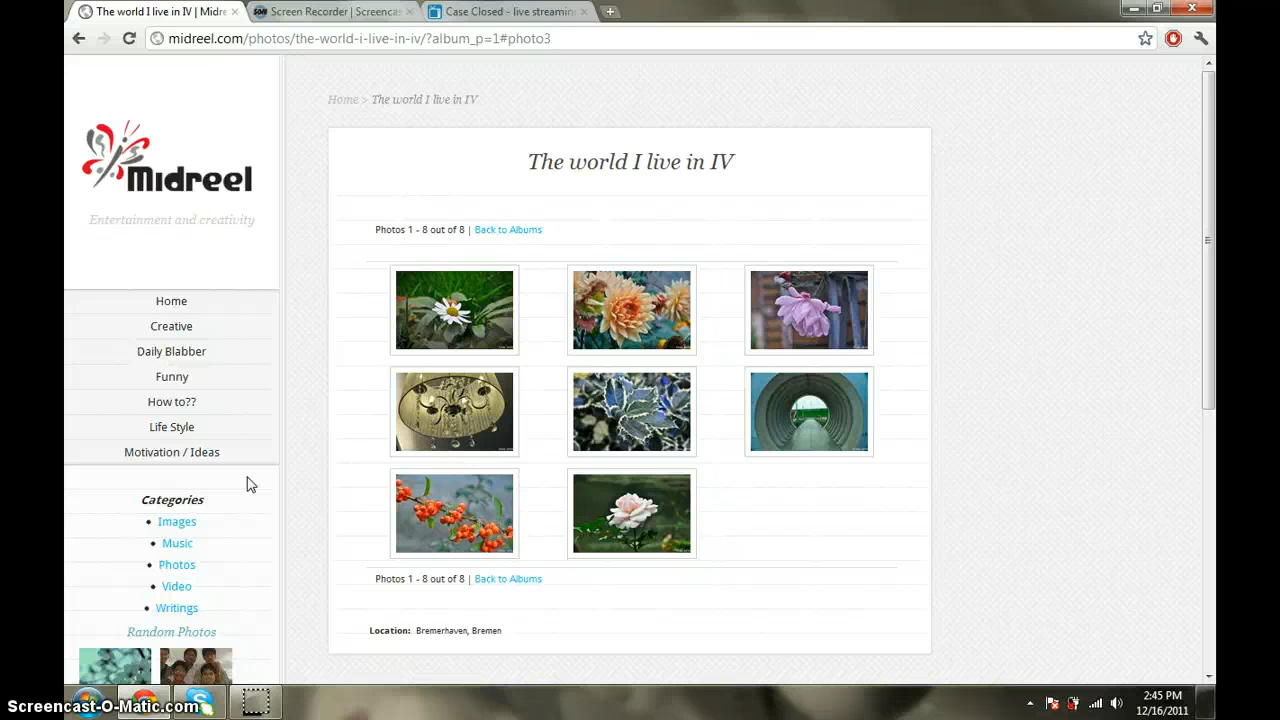 The world I live in IV | Midre
Screen Recorder | Screencas
Case Closed - live streamin
midreel.com/photos/the-world-i-live-in-iv/?album_p=1#photo3
Midreel
Entertainment and creativity
Home
Creative
Daily Blabber
Funny
How to??
Life Style
Motivation / Ideas
Categories
Images
Music
Photos
Video
Writings
Random Photos
Home > The world I live in IV
The world I live in IV
Photos 1 - 8 out of 8 | Back to Albums
Photos 1 - 8 out of 8 | Back to Albums
Location: Bremerhaven, Bremen
Screencast-O-Matic.com
2:45 PM
12/16/2011